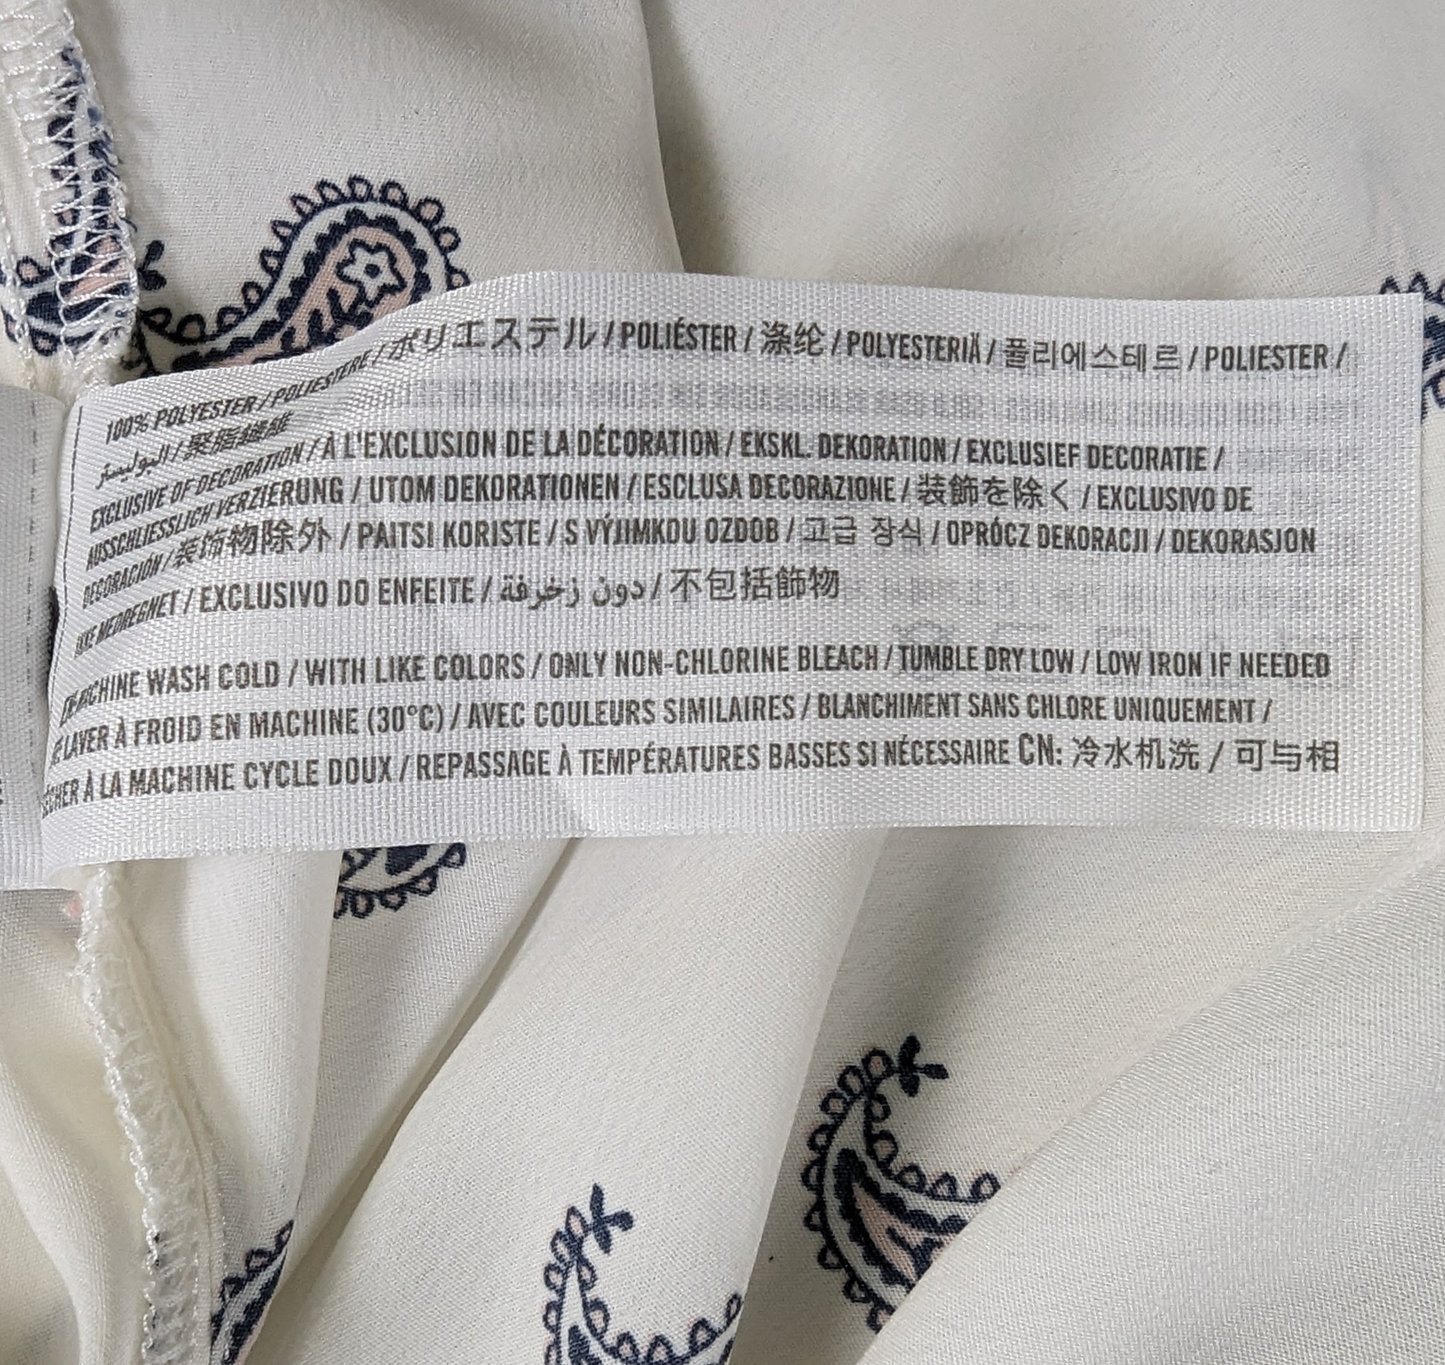 100% POLYESTER / POLIESTERE / ポリエステル / POLIÉSTER / 涤纶 / POLYESTERIÄ / 폴리에스테르 / POLIESTER /
البوليستر / 聚脂纖維
EXCLUSIVE OF DECORATION / À L'EXCLUSION DE LA DÉCORATION / EKSKL. DEKORATION / EXCLUSIEF DECORATIE /
AUSSCHLIESSLICH VERZIERUNG / UTOM DEKORATIONEN / ESCLUSA DECORAZIONE / 装飾を除く / EXCLUSIVO DE
DECORACION / 装饰物除外 / PAITSI KORISTE / S VÝJIMKOU OZDOB / 고급 장식 / OPRÓCZ DEKORACJI / DEKORASJON
IKKE MEDREGNET / EXCLUSIVO DO ENFEITE / دون زخرفة / 不包括飾物
MACHINE WASH COLD / WITH LIKE COLORS / ONLY NON-CHLORINE BLEACH / TUMBLE DRY LOW / LOW IRON IF NEEDED
LAVER À FROID EN MACHINE (30°C) / AVEC COULEURS SIMILAIRES / BLANCHIMENT SANS CHLORE UNIQUEMENT /
SÉCHER À LA MACHINE CYCLE DOUX / REPASSAGE À TEMPÉRATURES BASSES SI NÉCESSAIRE CN: 冷水机洗 / 可与相